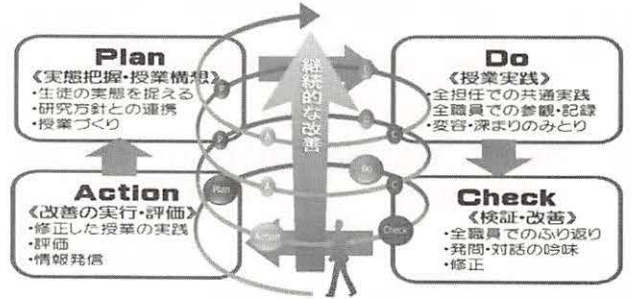 Plan
《実態把握・授業構想》
・生徒の実態を捉える
・研究方針との連携
・授業づくり
Do
《授業実践》
・全担任での共通実践
・全職員での参観・記録
・変容・深まりのみとり
継続的な改善
P
D
P
D
A
C
Plan
Do
A
C
Action
Check
Action
《改善の実行・評価》
・修正した授業の実践
・評価
・情報発信
Check
《検証・改善》
・全職員でのふり返り
・発問・対話の吟味
・修正